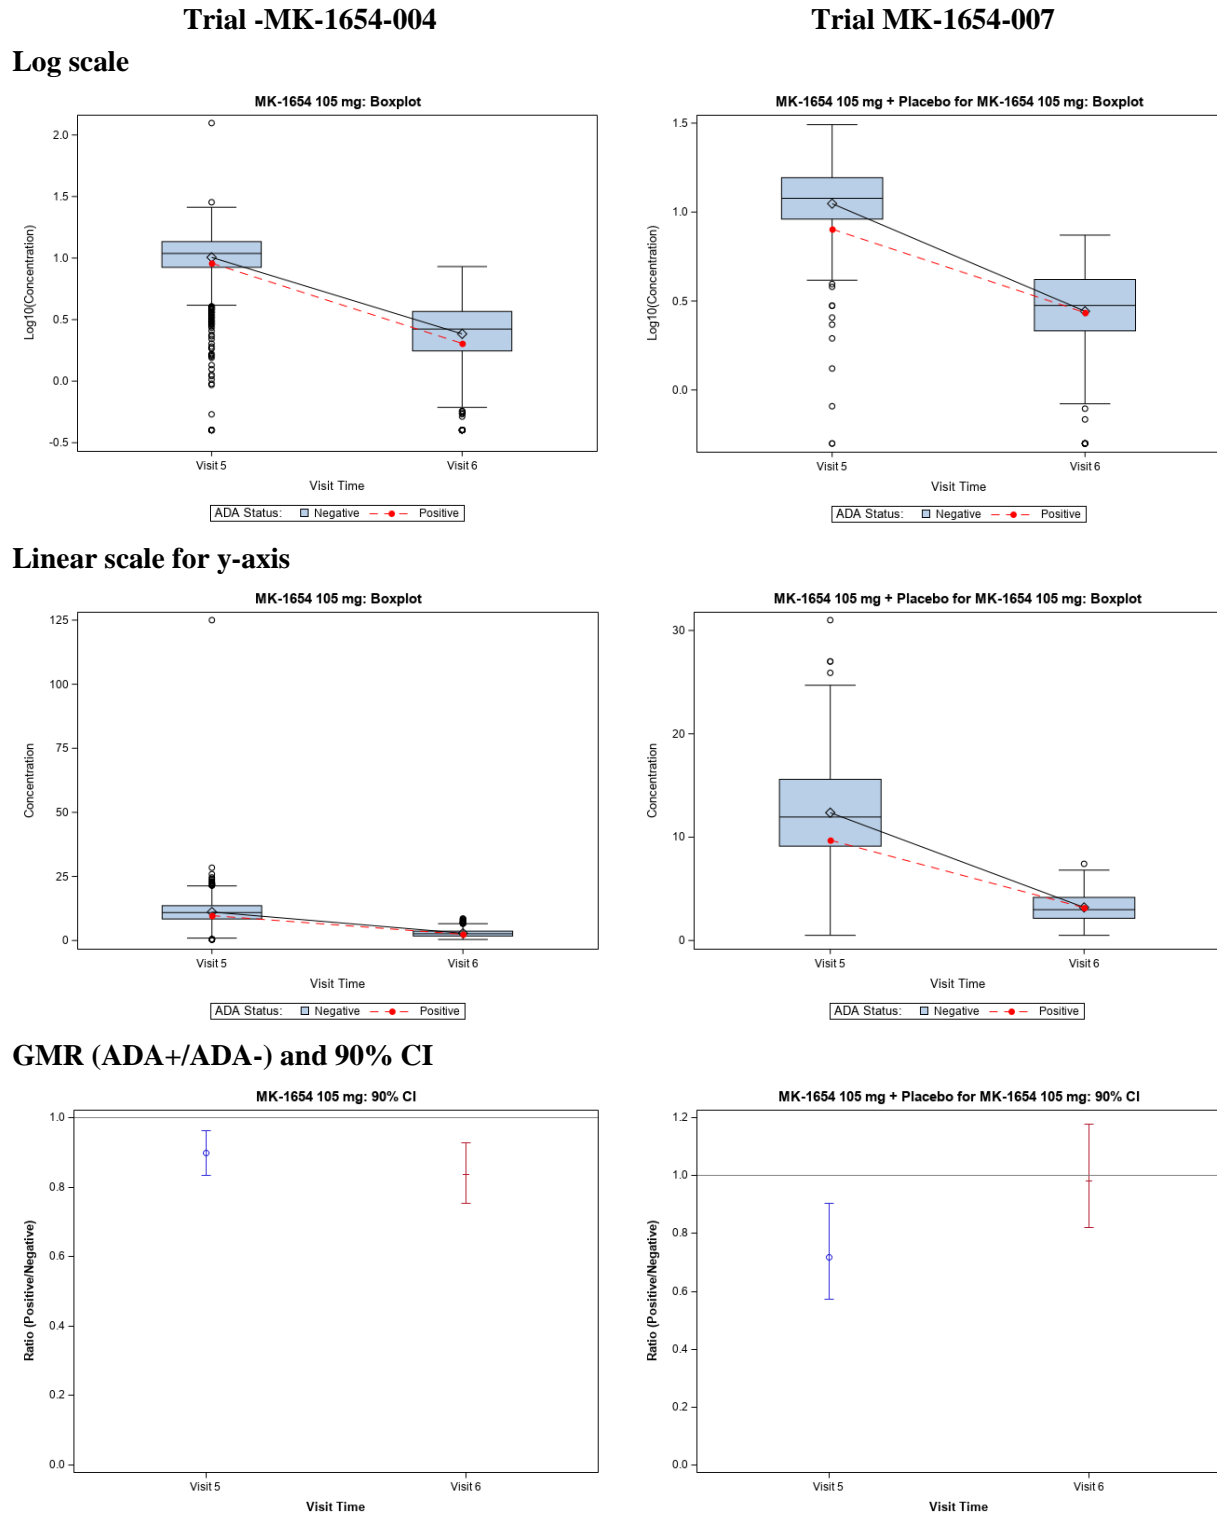 Trial -MK-1654-004
Trial MK-1654-007
Log scale
MK-1654 105 mg: Boxplot
2.0
1.5
1.0
0.5
0.0
-0.5
Log10(Concentration)
Visit 5
Visit 6
Visit Time
ADA Status: Negative Positive
MK-1654 105 mg + Placebo for MK-1654 105 mg: Boxplot
1.5
1.0
0.5
0.0
Log10(Concentration)
Visit 5
Visit 6
Visit Time
ADA Status: Negative Positive
Linear scale for y-axis
MK-1654 105 mg: Boxplot
125
100
75
50
25
0
Concentration
Visit 5
Visit 6
Visit Time
ADA Status: Negative Positive
MK-1654 105 mg + Placebo for MK-1654 105 mg: Boxplot
30
20
10
0
Concentration
Visit 5
Visit 6
Visit Time
ADA Status: Negative Positive
GMR (ADA+/ADA-) and 90% CI
MK-1654 105 mg: 90% CI
1.0
0.8
0.6
0.4
0.2
0.0
Ratio (Positive/Negative)
Visit 5
Visit 6
Visit Time
MK-1654 105 mg + Placebo for MK-1654 105 mg: 90% CI
1.2
1.0
0.8
0.6
0.4
0.2
0.0
Ratio (Positive/Negative)
Visit 5
Visit 6
Visit Time